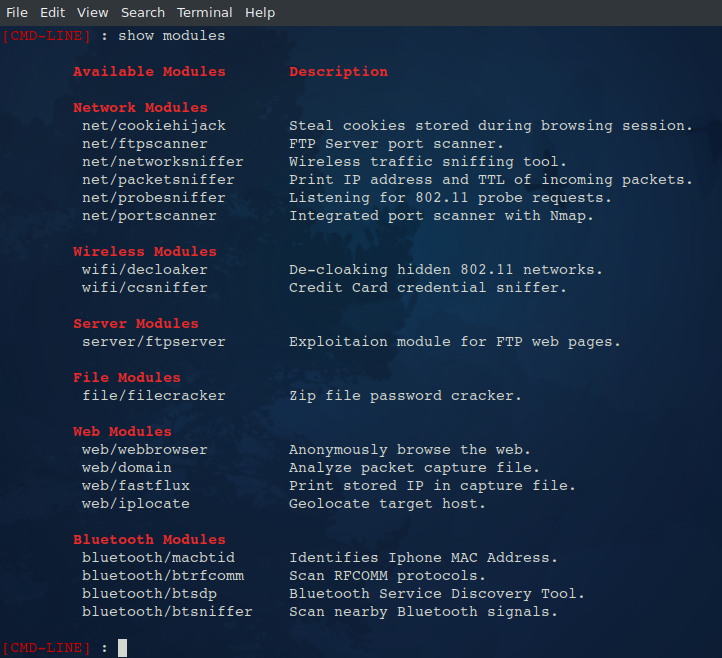 File Edit View Search Terminal Help
[CMD-LINE] : show modules
Available Modules Description
Network Modules
net/cookiehijack Steal cookies stored during browsing session.
net/ftpscanner FTP Server port scanner.
net/networksniffer Wireless traffic sniffing tool.
net/packetsniffer Print IP address and TTL of incoming packets.
net/probesniffer Listening for 802.11 probe requests.
net/portscanner Integrated port scanner with Nmap.
Wireless Modules
wifi/decloaker De-cloaking hidden 802.11 networks.
wifi/ccsniffer Credit Card credential sniffer.
Server Modules
server/ftpserver Exploitaion module for FTP web pages.
File Modules
file/filecracker Zip file password cracker.
Web Modules
web/webbrowser Anonymously browse the web.
web/domain Analyze packet capture file.
web/fastflux Print stored IP in capture file.
web/iplocate Geolocate target host.
Bluetooth Modules
bluetooth/macbtid Identifies Iphone MAC Address.
bluetooth/btrfcomm Scan RFCOMM protocols.
bluetooth/btsdp Bluetooth Service Discovery Tool.
bluetooth/btsniffer Scan nearby Bluetooth signals.
[CMD-LINE] :